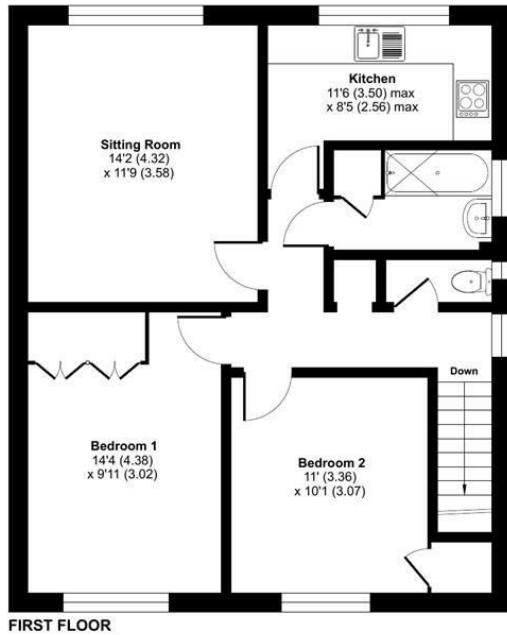 Kitchen
11'6 (3.50) max
x 8'5 (2.56) max
Sitting Room
14'2 (4.32)
x 11'9 (3.58)
Down
Bedroom 1
14'4 (4.38)
x 9'11 (3.02)
Bedroom 2
11' (3.36)
x 10'1 (3.07)
FIRST FLOOR